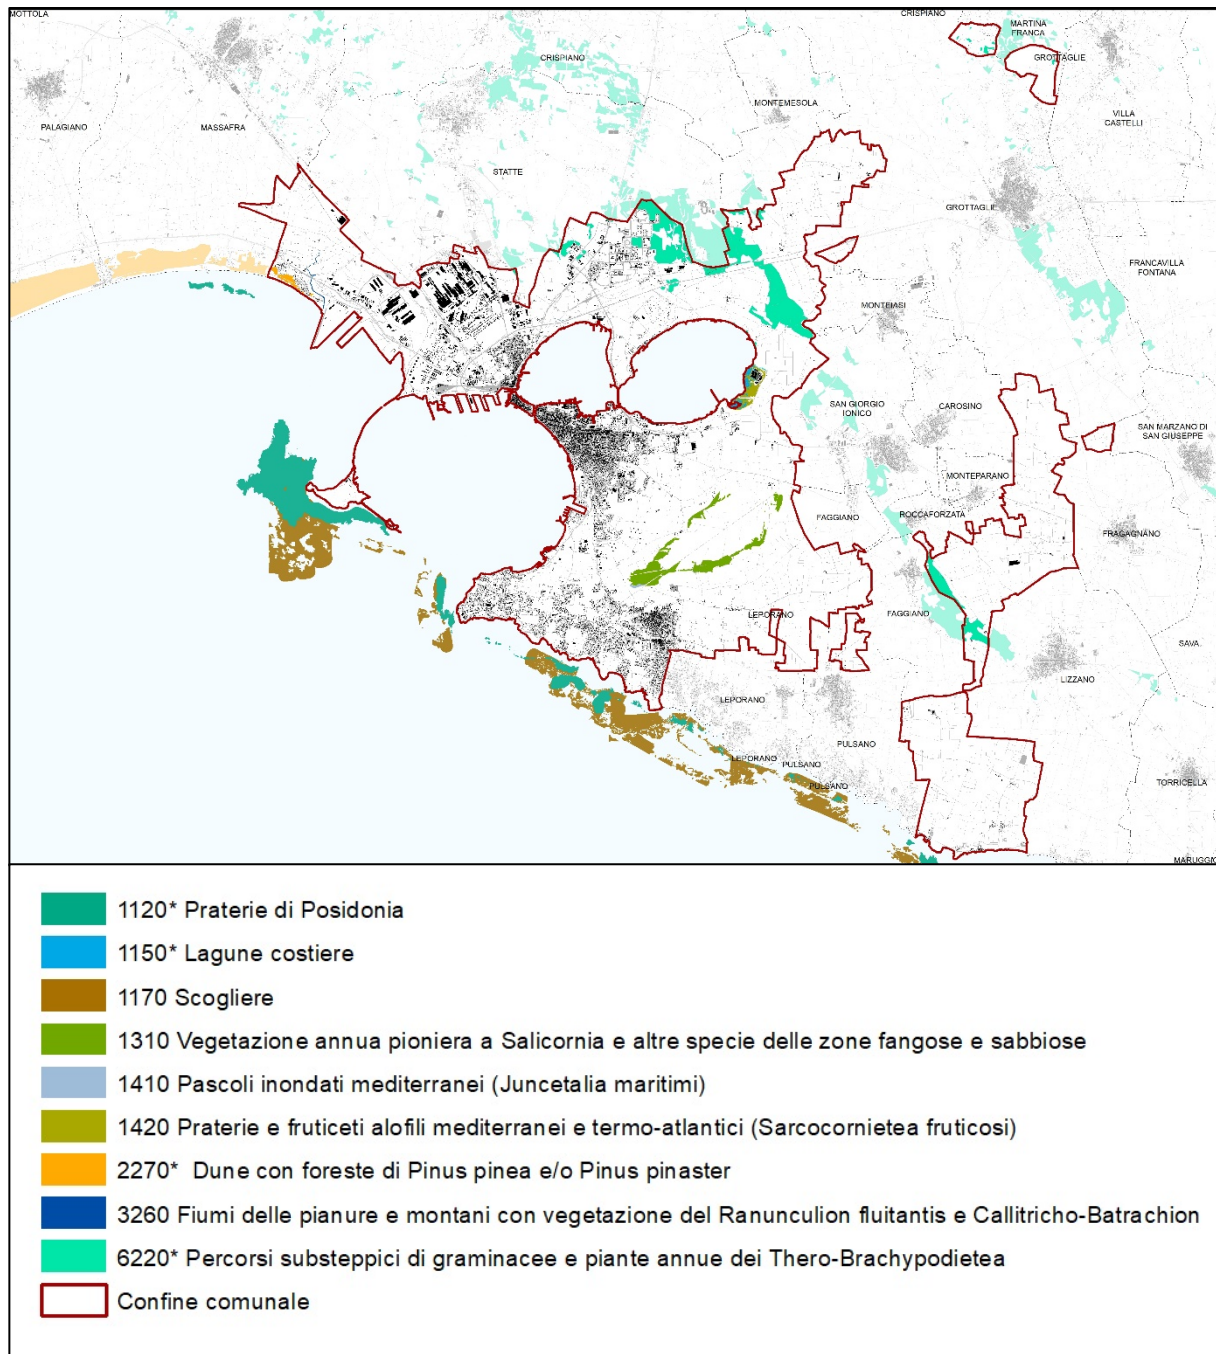 MOTTOLA
CRISPIANO
MARTINA
FRANCA
GROTTAGLIE
CRISPIANO
MONTEMESOLA
VILLA
CASTELLI
PALAGIANO
MASSAFRA
STATTE
GROTTAGLIE
FRANCAVILLA
FONTANA
MONTEIASI
SAN GIORGIO
IONICO
CAROSINO
SAN MARZANO DI
SAN GIUSEPPE
MONTEPARANO
FAGGIANO
ROCCAFORZATA
FRAGAGNANO
LEPORANO
FAGGIANO
SAVA
LIZZANO
LEPORANO
PULSANO
LEPORANO
PULSANO
PULSANO
TORRICELLA
MARUGGIO
1120* Praterie di Posidonia
1150* Lagune costiere
1170 Scogliere
1310 Vegetazione annua pioniera a Salicornia e altre specie delle zone fangose e sabbiose
1410 Pascoli inondati mediterranei (Juncetalia maritimi)
1420 Praterie e fruticeti alofili mediterranei e termo-atlantici (Sarcocornietea fruticosi)
2270* Dune con foreste di Pinus pinea e/o Pinus pinaster
3260 Fiumi delle pianure e montani con vegetazione del Ranunculion fluitantis e Callitricho-Batrachion
6220* Percorsi substeppici di graminacee e piante annue dei Thero-Brachypodietea
Confine comunale